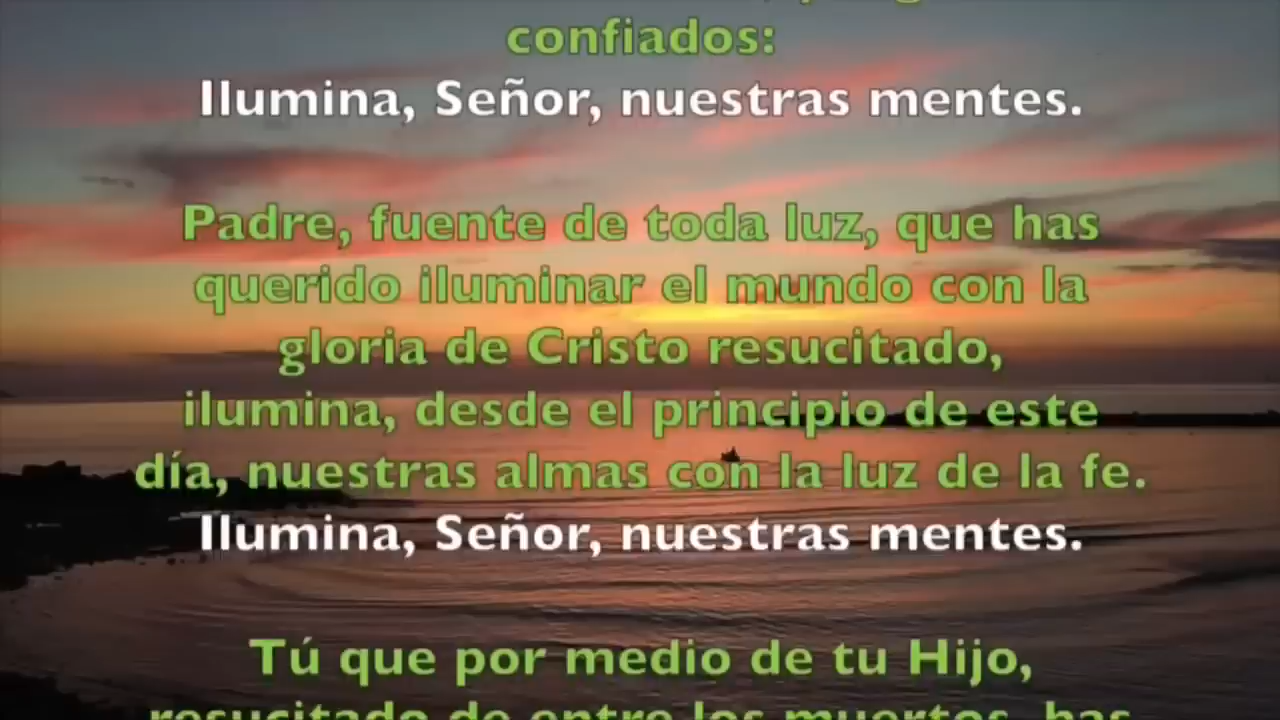 confiados:
Ilumina, Señor, nuestras mentes.
Padre, fuente de toda luz, que has
querido iluminar el mundo con la
gloria de Cristo resucitado,
ilumina, desde el principio de este
día, nuestras almas con la luz de la fe.
Ilumina, Señor, nuestras mentes.
Tú que por medio de tu Hijo,
resucitado de entre los muertos, has